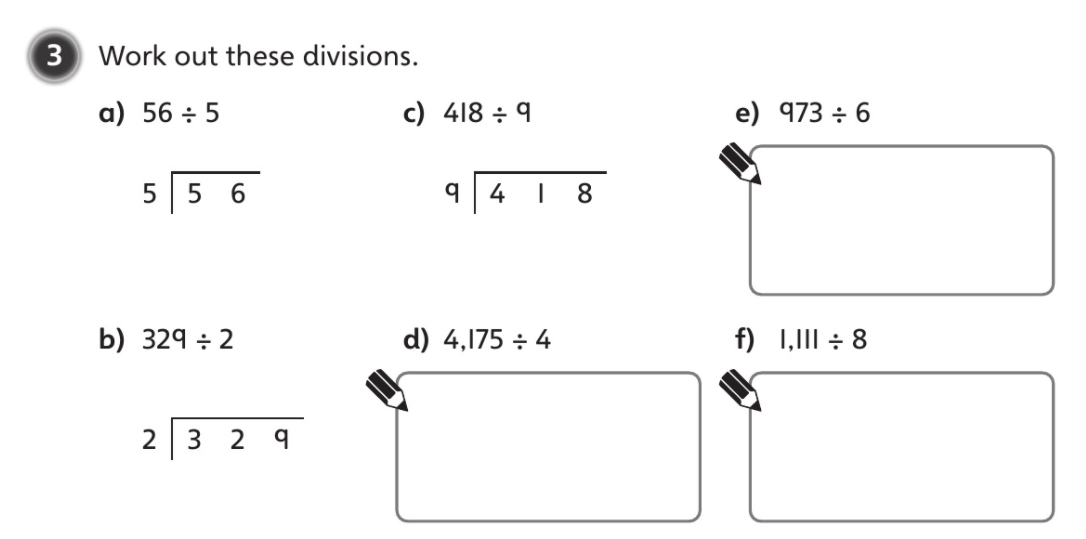 3 Work out these divisions.
a) 56 ÷ 5
5 5 6
b) 329 ÷ 2
2 3 2 9
c) 418 ÷ 9
9 4 1 8
d) 4,175 ÷ 4
e) 973 ÷ 6
f) 1,111 ÷ 8